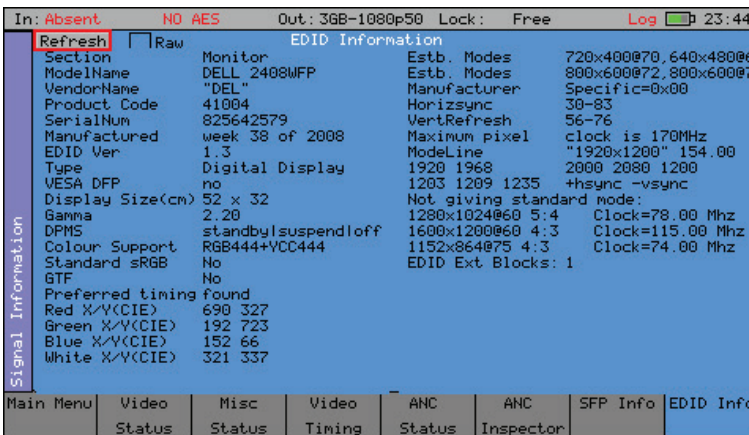 In: Absent NO AES Out: 3GB-1080p50 Lock: Free Log 23:44
Refresh Raw EDID Information
Section Monitor
ModelName DELL 2408WFP
VendorName "DEL"
Product Code 41004
SerialNum 825642579
Manufactured week 38 of 2008
EDID Ver 1.3
Type Digital Display
VESA DFP no
Display Size(cm) 52 x 32
Gamma 2.20
DPMS standby|suspend|off
Colour Support RGB444+YCC444
Standard sRGB No
GTF No
Preferred timing found
Red X/Y(CIE) 690 327
Green X/Y(CIE) 192 723
Blue X/Y(CIE) 152 66
White X/Y(CIE) 321 337
Estb. Modes 720x400@70,640x480@6
Estb. Modes 800x600@72,800x600@7
Manufacturer Specific=0x00
Horizsync 30-83
VertRefresh 56-76
Maximum pixel clock is 170MHz
ModeLine "1920x1200" 154.00
1920 1968 2000 2080 1200
1203 1209 1235 +hsync -vsync
Not giving standard mode:
1280x1024@60 5:4 Clock=78.00 Mhz
1600x1200@60 4:3 Clock=115.00 Mhz
1152x864@75 4:3 Clock=74.00 Mhz
EDID Ext Blocks: 1
Signal Information
Main Menu
Video Status
Misc Status
Video Timing
ANC Status
ANC Inspector
SFP Info
EDID Info